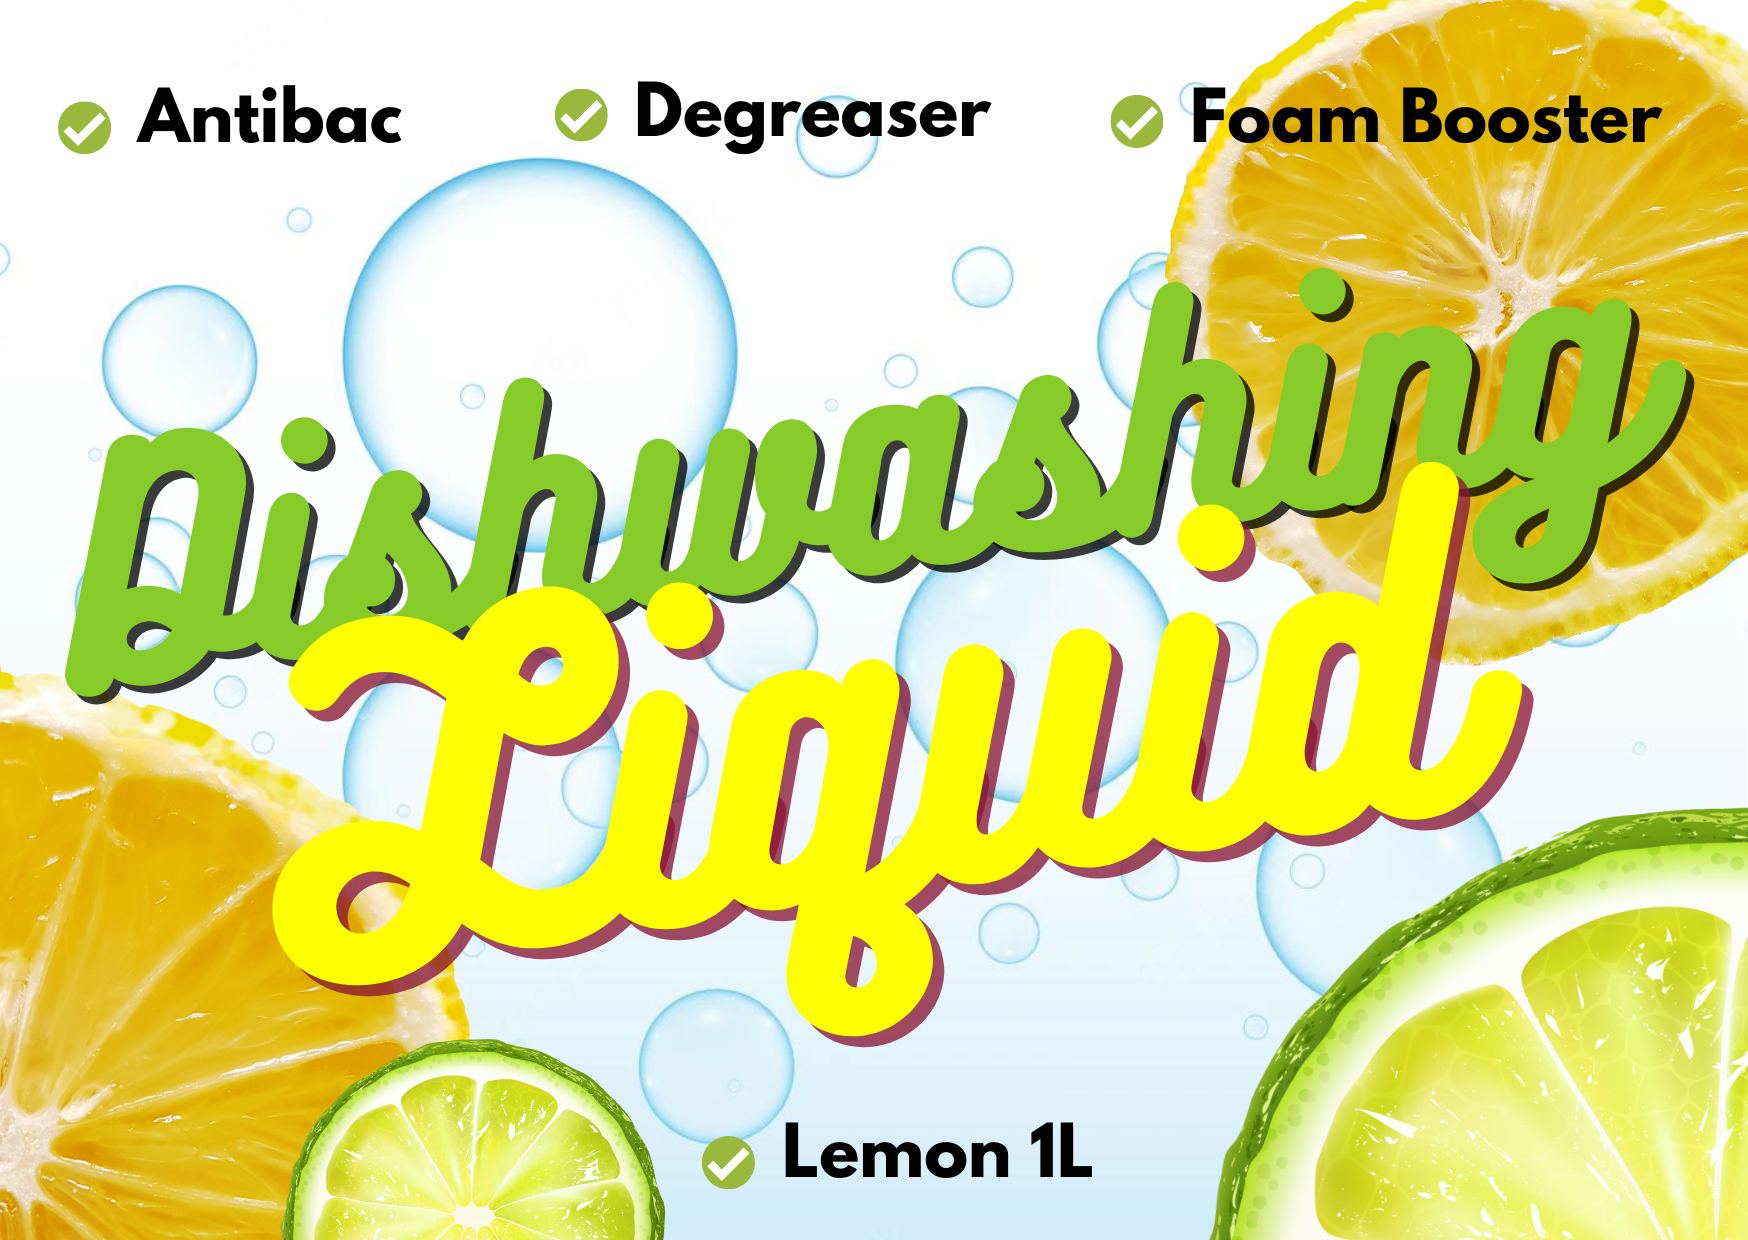 Antibac
Degreaser
Foam Booster
Dishwashing
Liquid
Lemon 1L